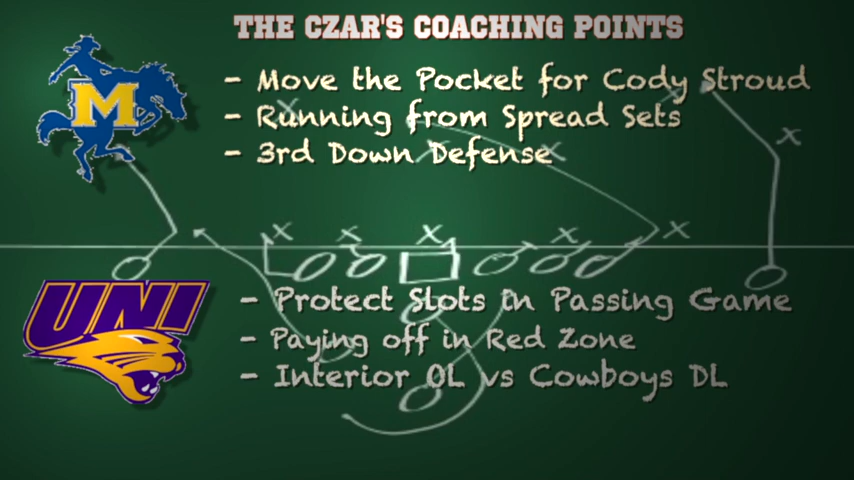 THE CZAR'S COACHING POINTS
M
- Move the Pocket for Cody Stroud
- Running from Spread Sets
- 3rd Down Defense
UNI
- Protect Slots in Passing Game
- Paying off in Red Zone
- Interior OL vs Cowboys DL